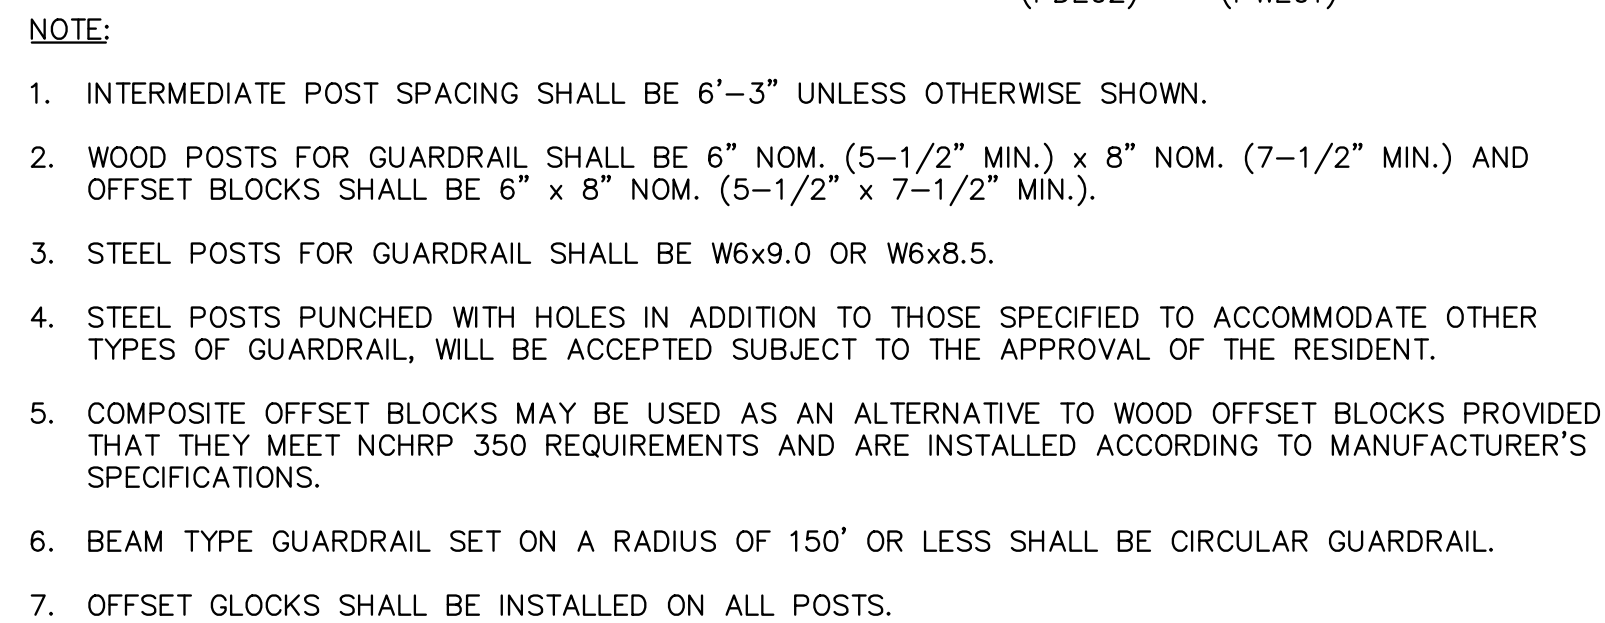 NOTE:
1. INTERMEDIATE POST SPACING SHALL BE 6'–3” UNLESS OTHERWISE SHOWN.
2. WOOD POSTS FOR GUARDRAIL SHALL BE 6” NOM. (5–1/2” MIN.) x 8” NOM. (7–1/2” MIN.) AND
OFFSET BLOCKS SHALL BE 6” x 8” NOM. (5–1/2” x 7–1/2” MIN.).
3. STEEL POSTS FOR GUARDRAIL SHALL BE W6x9.0 OR W6x8.5.
4. STEEL POSTS PUNCHED WITH HOLES IN ADDITION TO THOSE SPECIFIED TO ACCOMMODATE OTHER
TYPES OF GUARDRAIL, WILL BE ACCEPTED SUBJECT TO THE APPROVAL OF THE RESIDENT.
5. COMPOSITE OFFSET BLOCKS MAY BE USED AS AN ALTERNATIVE TO WOOD OFFSET BLOCKS PROVIDED
THAT THEY MEET NCHRP 350 REQUIREMENTS AND ARE INSTALLED ACCORDING TO MANUFACTURER'S
SPECIFICATIONS.
6. BEAM TYPE GUARDRAIL SET ON A RADIUS OF 150' OR LESS SHALL BE CIRCULAR GUARDRAIL.
7. OFFSET GLOCKS SHALL BE INSTALLED ON ALL POSTS.